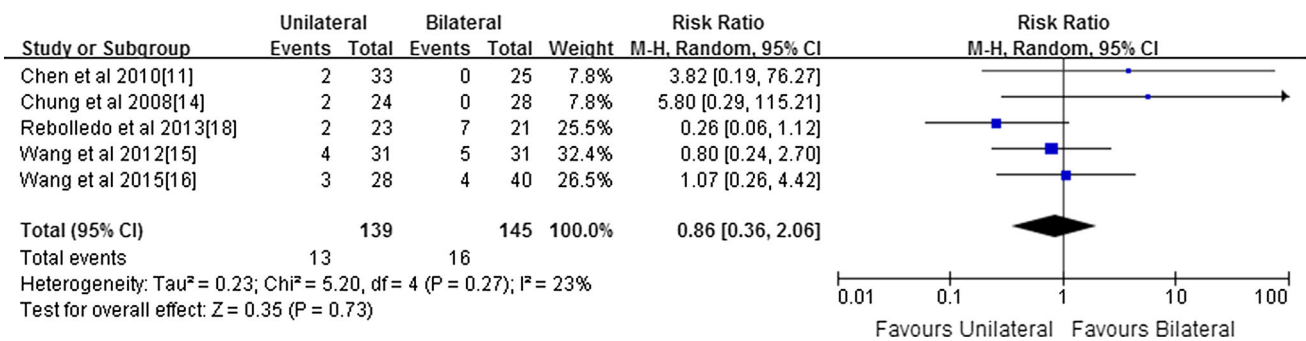 Unilateral Bilateral Risk Ratio Risk Ratio
Study or Subgroup Events Total Events Total Weight M-H, Random, 95% CI M-H, Random, 95% CI
Chen et al 2010[11] 2 33 0 25 7.8% 3.82 [0.19, 76.27]
Chung et al 2008[14] 2 24 0 28 7.8% 5.80 [0.29, 115.21]
Rebolledo et al 2013[18] 2 23 7 21 25.5% 0.26 [0.06, 1.12]
Wang et al 2012[15] 4 31 5 31 32.4% 0.80 [0.24, 2.70]
Wang et al 2015[16] 3 28 4 40 26.5% 1.07 [0.26, 4.42]
Total (95% CI) 139 145 100.0% 0.86 [0.36, 2.06]
Total events 13 16
Heterogeneity: Tau² = 0.23; Chi² = 5.20, df = 4 (P = 0.27); I² = 23%
Test for overall effect: Z = 0.35 (P = 0.73)
0.01 0.1 1 10 100
Favours Unilateral Favours Bilateral